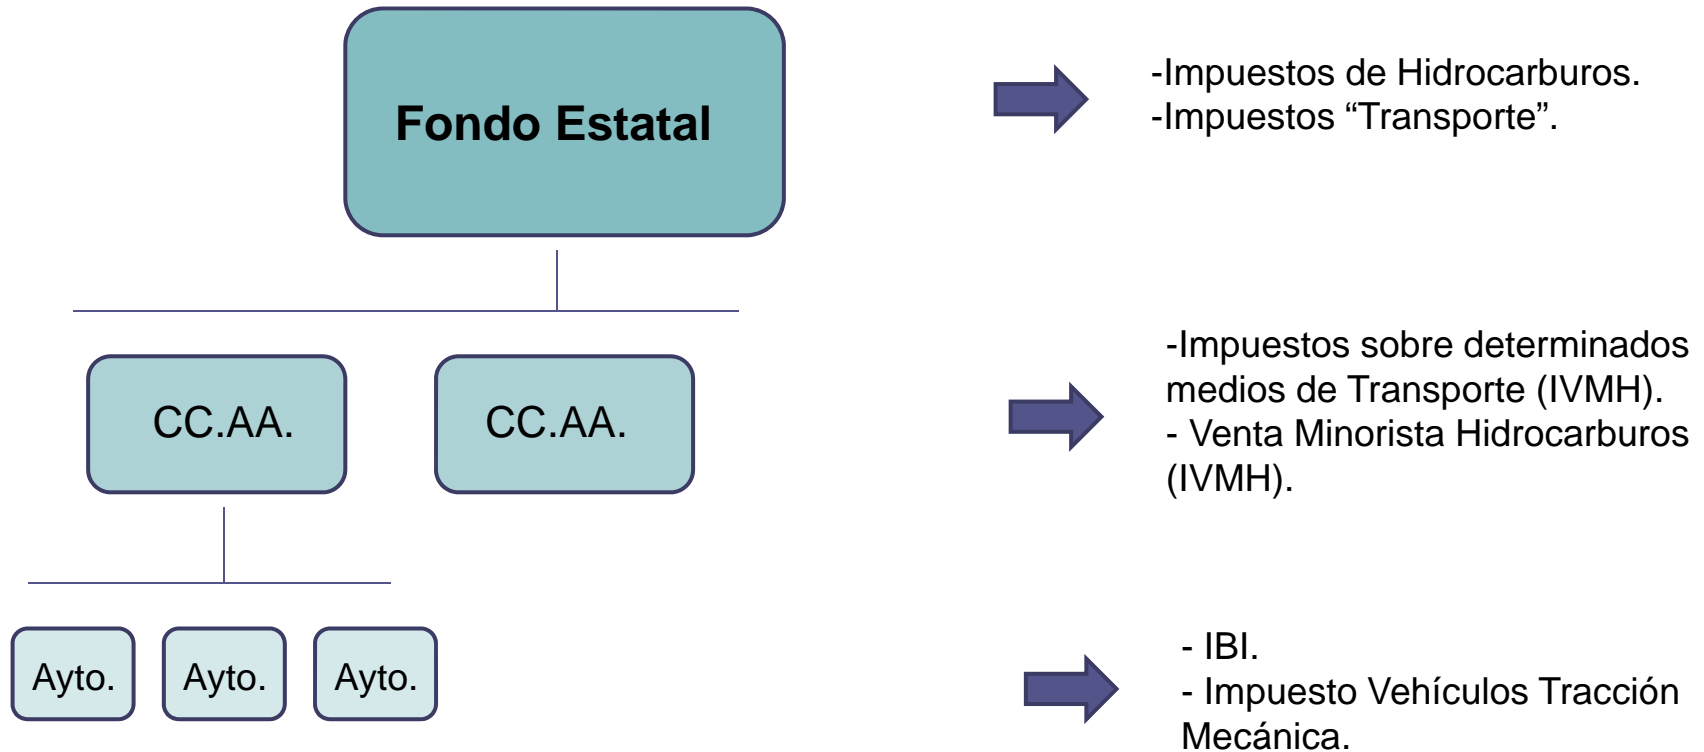 Fondo Estatal
-Impuestos de Hidrocarburos.
-Impuestos “Transporte”.
CC.AA.
CC.AA.
-Impuestos sobre determinados
medios de Transporte (IVMH).
- Venta Minorista Hidrocarburos
(IVMH).
Ayto.
Ayto.
Ayto.
- IBI.
- Impuesto Vehículos Tracción
Mecánica.